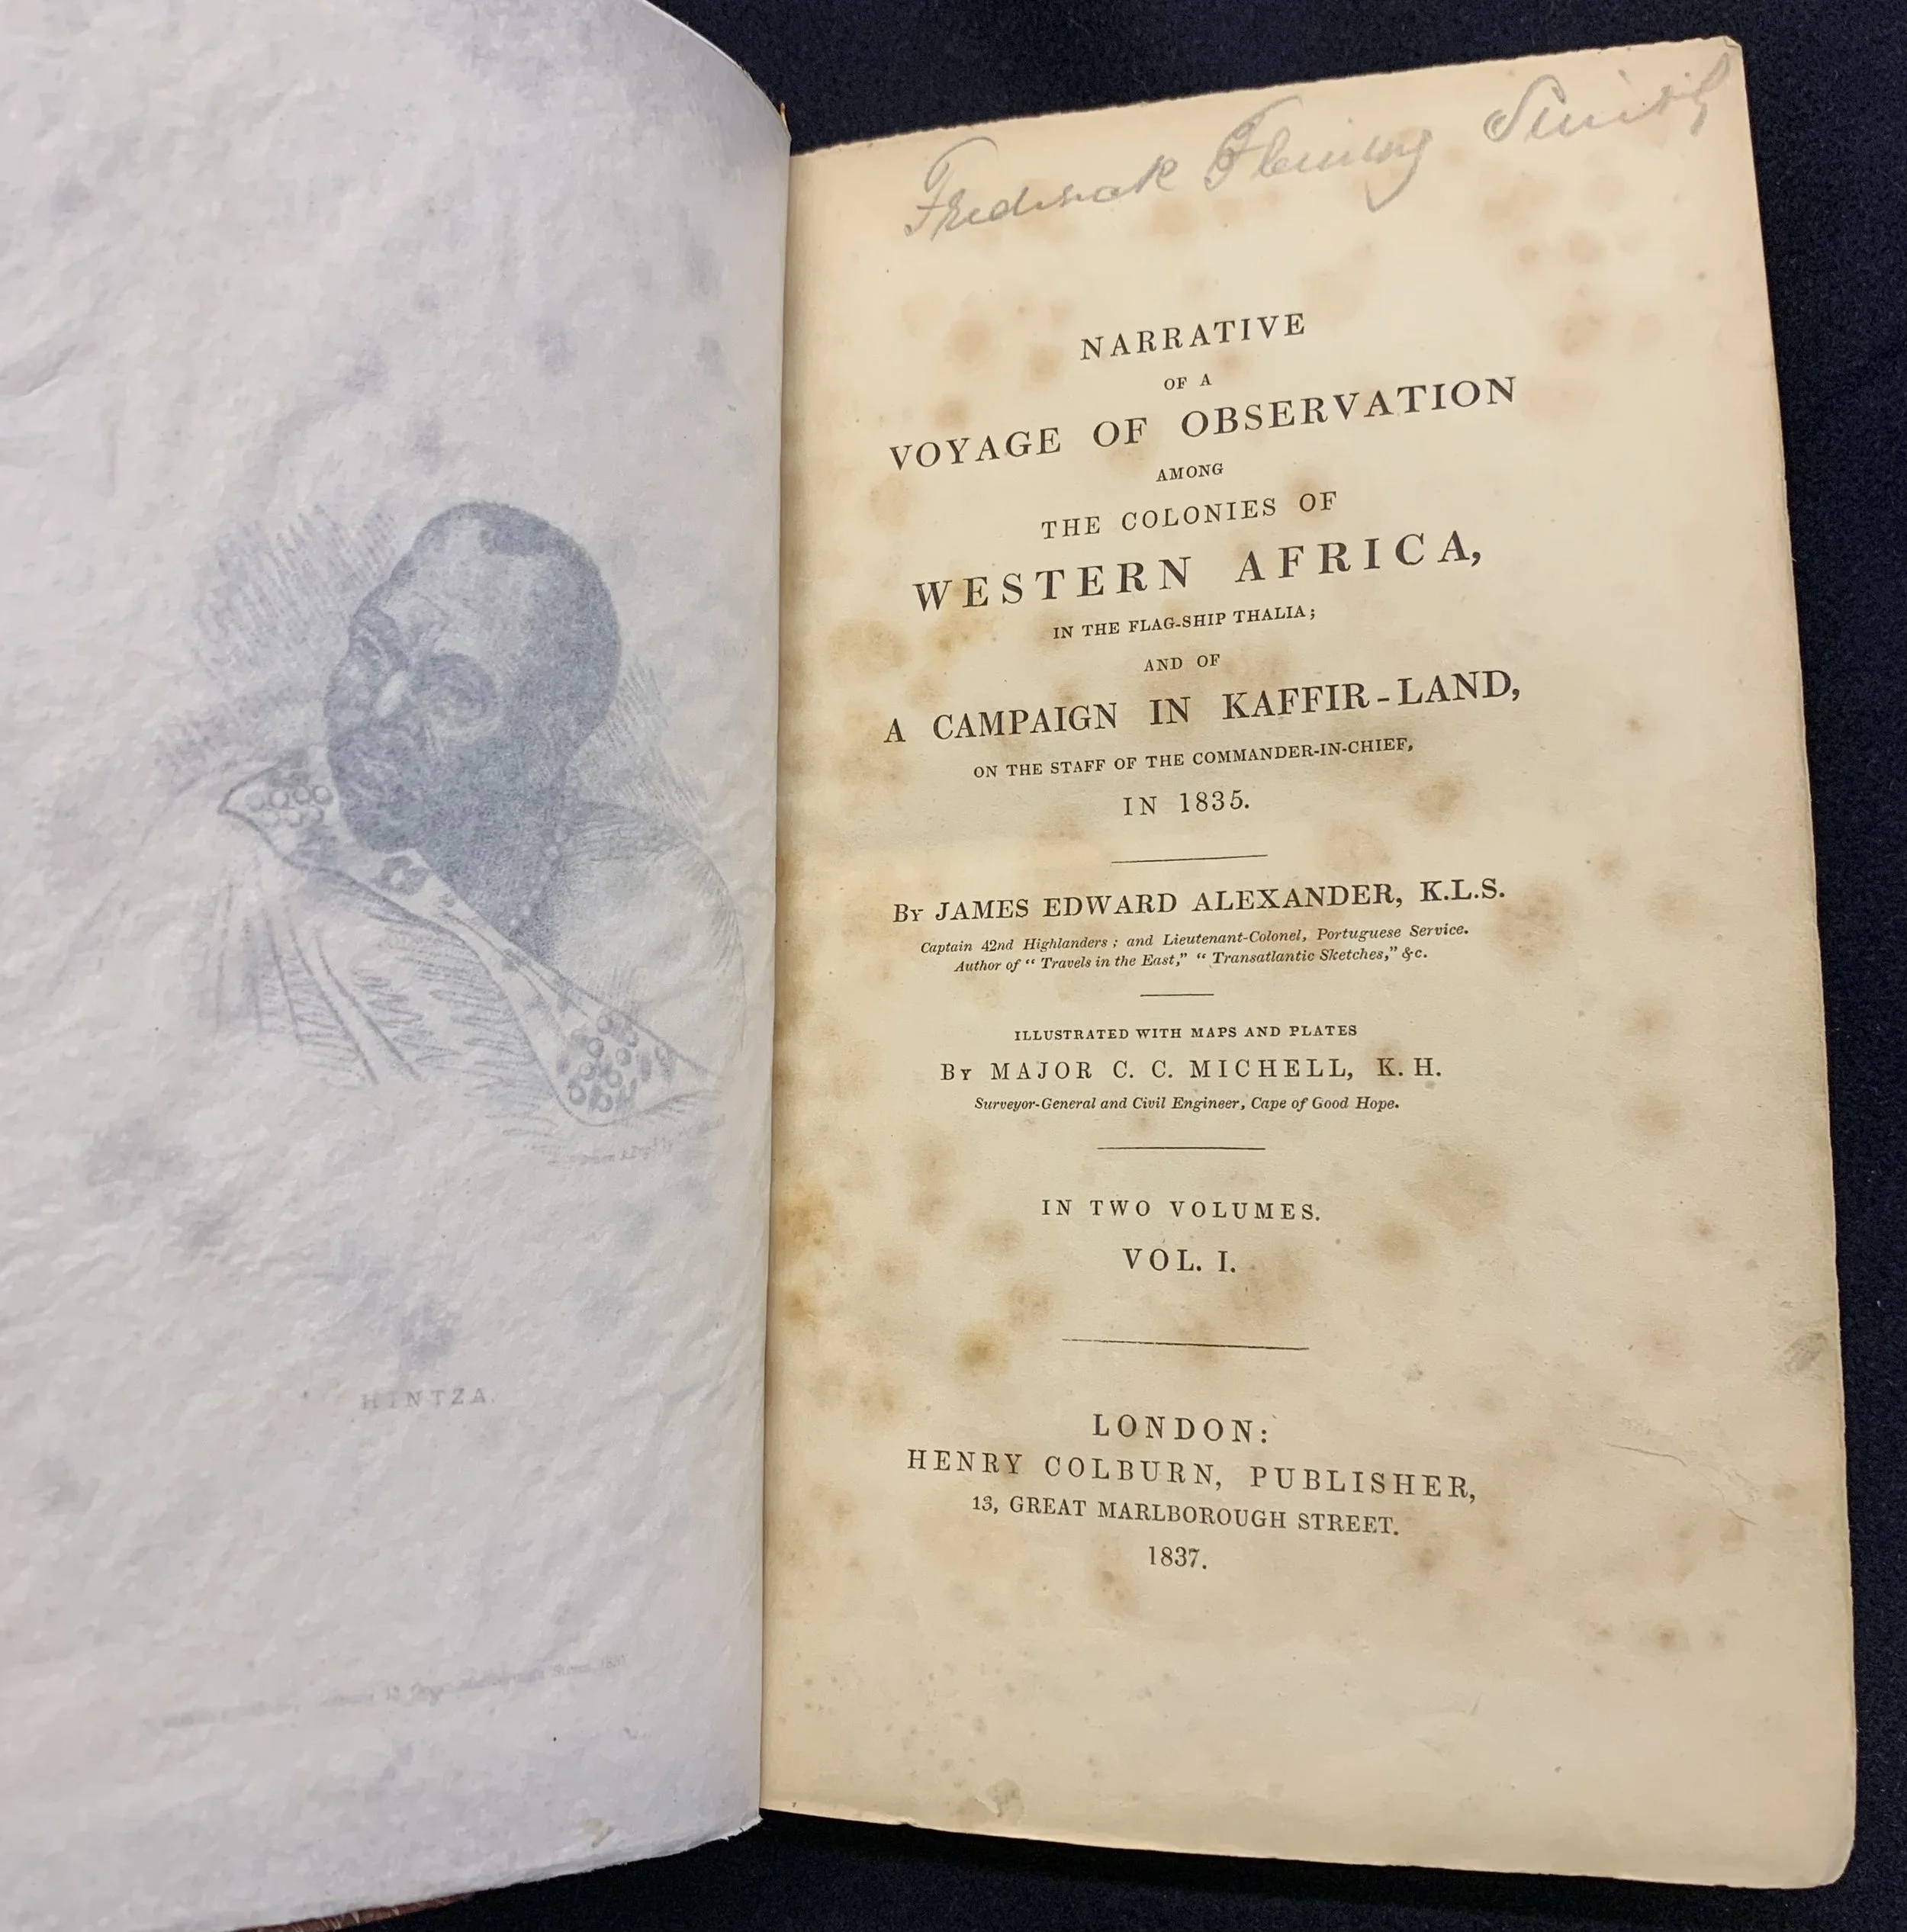 HINTZA.
Frederick Fleming Smith
NARRATIVE
OF A
VOYAGE OF OBSERVATION
AMONG
THE COLONIES OF
WESTERN AFRICA,
IN THE FLAG-SHIP THALIA;
AND OF
A CAMPAIGN IN KAFFIR-LAND,
ON THE STAFF OF THE COMMANDER-IN-CHIEF,
IN 1835.
By JAMES EDWARD ALEXANDER, K.L.S.
Captain 42nd Highlanders; and Lieutenant-Colonel, Portuguese Service.
Author of “Travels in the East,” “Transatlantic Sketches,” &c.
ILLUSTRATED WITH MAPS AND PLATES
By MAJOR C. C. MICHELL, K. H.
Surveyor-General and Civil Engineer, Cape of Good Hope.
IN TWO VOLUMES.
VOL. I.
LONDON:
HENRY COLBURN, PUBLISHER,
13, GREAT MARLBOROUGH STREET.
1837.